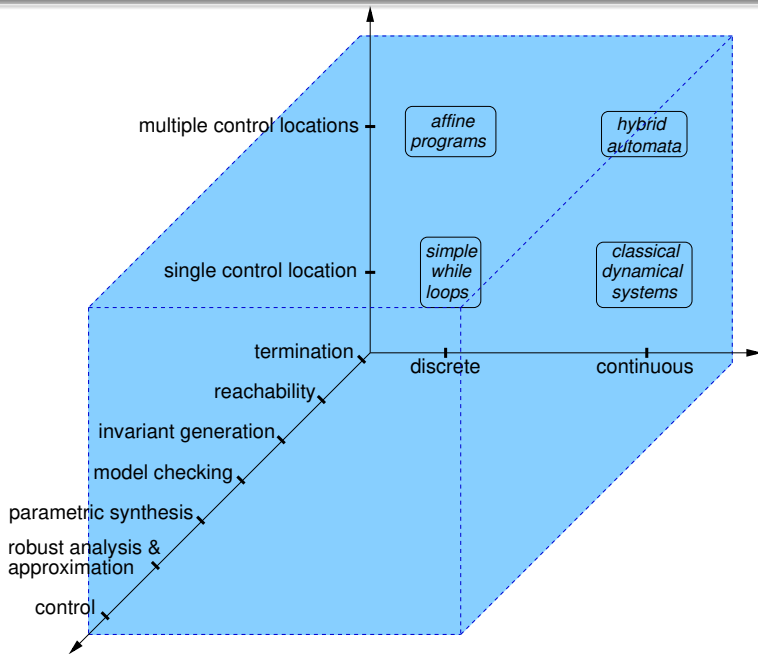 multiple control locations
affine
programs
hybrid
automata
single control location
simple
while
loops
classical
dynamical
systems
termination
discrete
continuous
reachability
invariant generation
model checking
parametric synthesis
robust analysis &
approximation
control